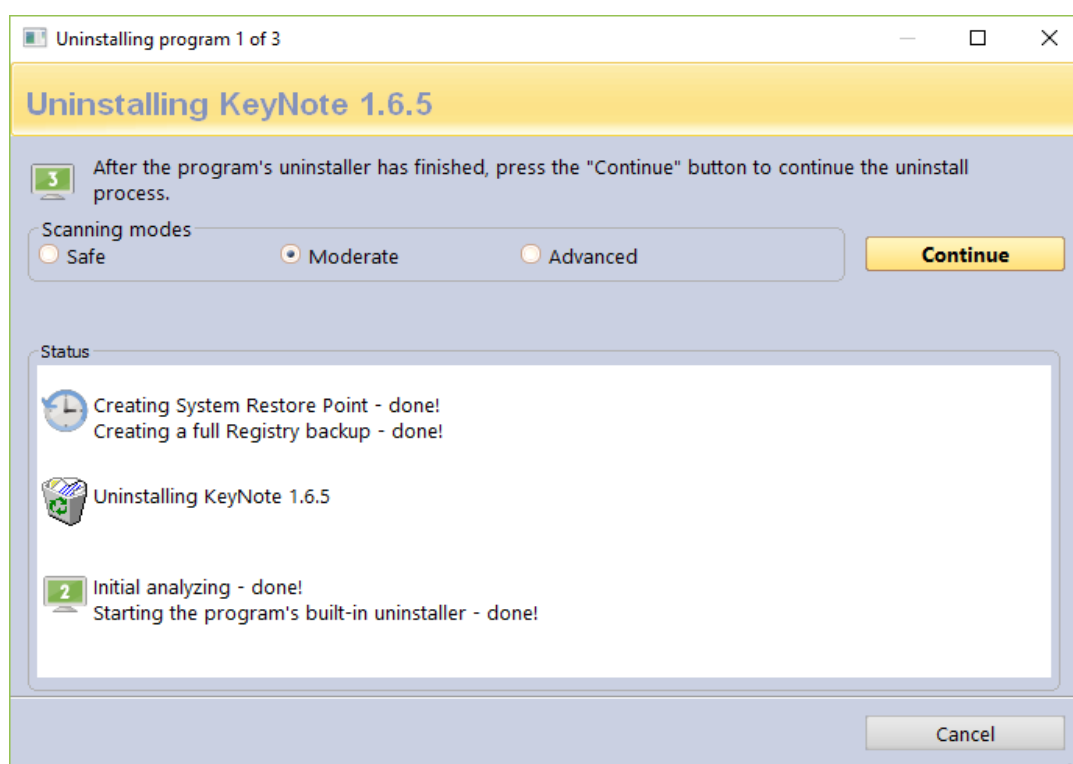 Uninstalling program 1 of 3
Uninstalling KeyNote 1.6.5
3
After the program's uninstaller has finished, press the "Continue" button to continue the uninstall
process.
Scanning modes
Safe
Moderate
Advanced
Continue
Status
Creating System Restore Point - done!
Creating a full Registry backup - done!
Uninstalling KeyNote 1.6.5
2
Initial analyzing - done!
Starting the program's built-in uninstaller - done!
Cancel